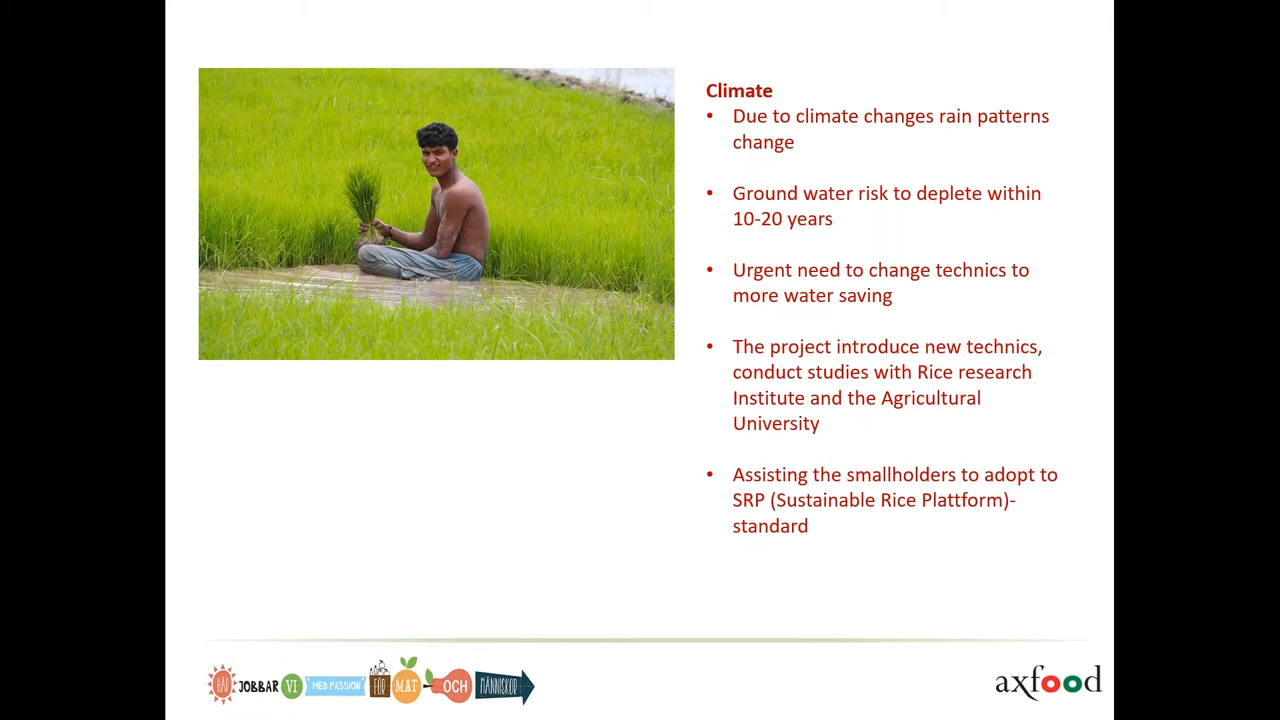 Climate
• Due to climate changes rain patterns
change
• Ground water risk to deplete within
10-20 years
• Urgent need to change technics to
more water saving
• The project introduce new technics,
conduct studies with Rice research
Institute and the Agricultural
University
• Assisting the smallholders to adopt to
SRP (Sustainable Rice Plattform)-
standard
HÄR JOBBAR VI MED PASSION FÖR MAT OCH MÄNNISKOR
axfood